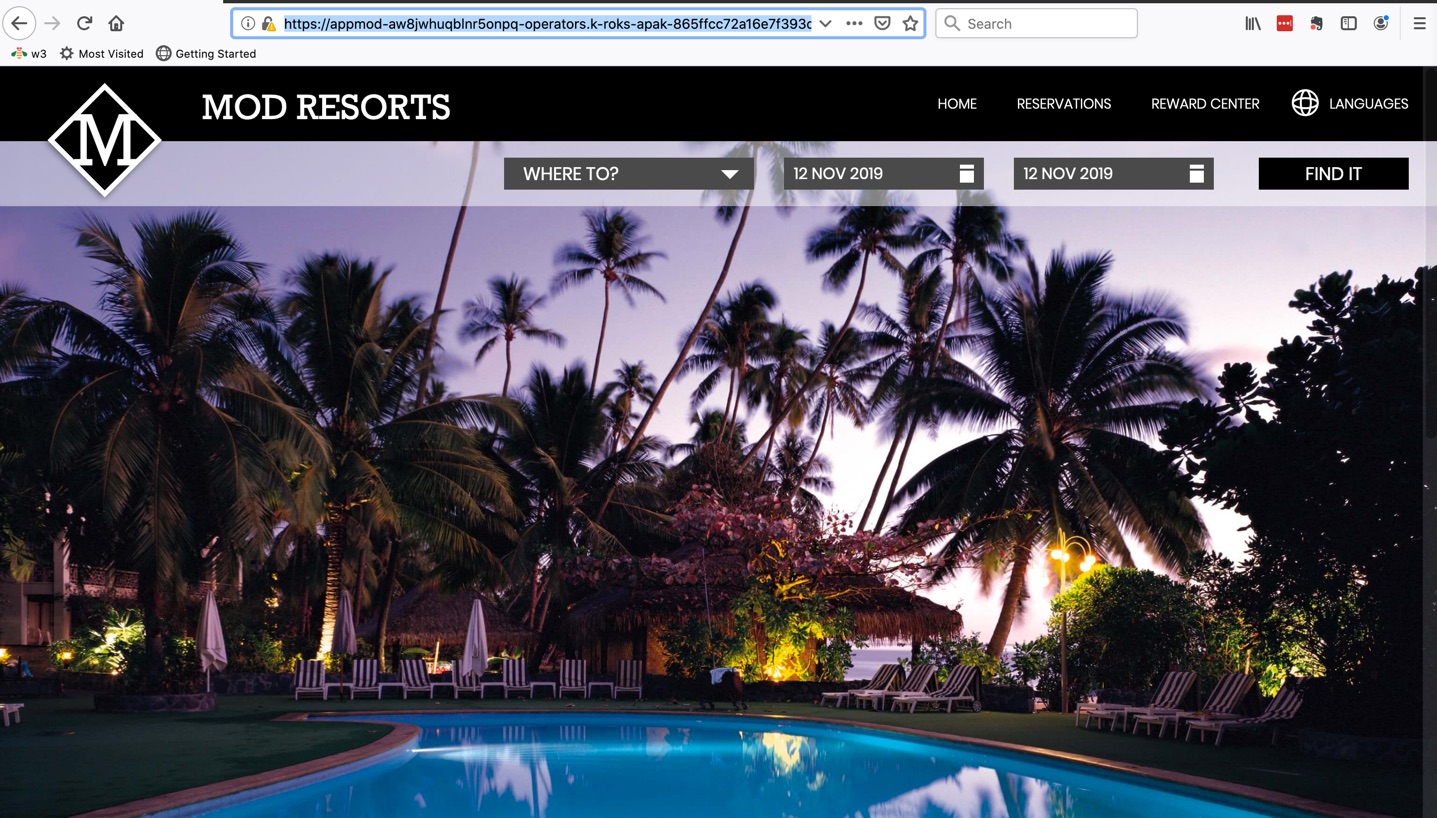 https://appmod-aw8jwhuqblnr5onpq-operators.k-roks-apak-865ffcc72a16e7f393c
Search
w3
Most Visited
Getting Started
M
MOD RESORTS
HOME
RESERVATIONS
REWARD CENTER
LANGUAGES
WHERE TO?
12 NOV 2019
12 NOV 2019
FIND IT